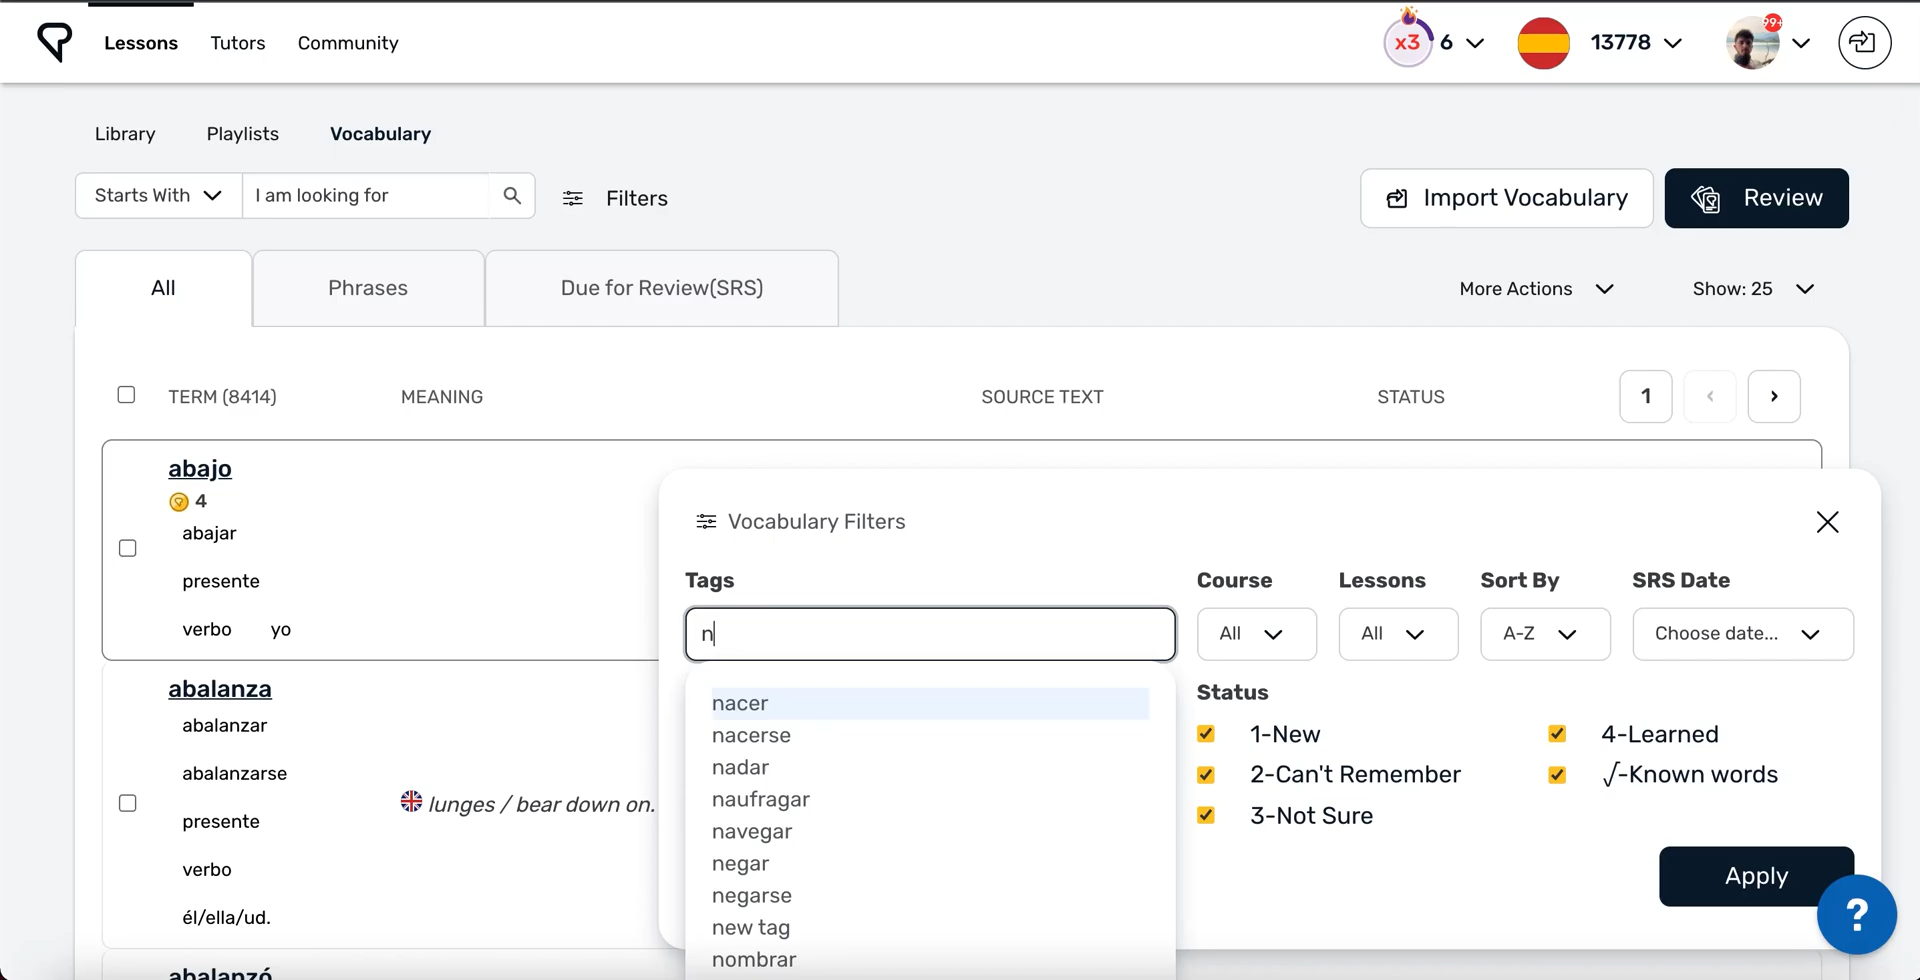 Lessons Tutors Community x3 6 13778 99+
Library Playlists Vocabulary
Starts With I am looking for Filters Import Vocabulary Review
All Phrases Due for Review(SRS) More Actions Show: 25
TERM (8414) MEANING SOURCE TEXT STATUS 1
abajo
4
abajar
presente
verbo yo
abalanza
abalanzar
abalanzarse
presente
verbo
él/ella/ud.
lunges / bear down on.
abalanzó
Vocabulary Filters
Tags Course Lessons Sort By SRS Date
n All All A-Z Choose date...
nacer
nacerse
nadar
naufragar
navegar
negar
negarse
new tag
nombrar
Status
1-New 4-Learned
2-Can't Remember √-Known words
3-Not Sure
Apply
?